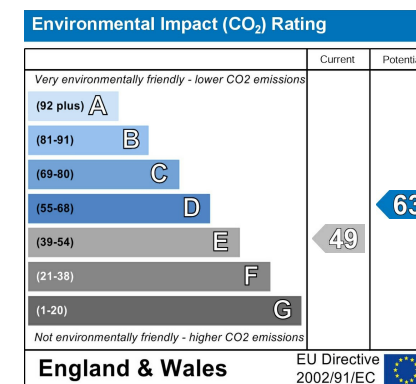 Environmental Impact (CO₂) Rating
Current
Very environmentally friendly - lower CO2 emissions
(92 plus) A
(81-91) B
(69-80) C
(55-68) D
63
(39-54) E
49
(21-38) F
(1-20) G
Not environmentally friendly - higher CO2 emissions
England & Wales
EU Directive
2002/91/EC